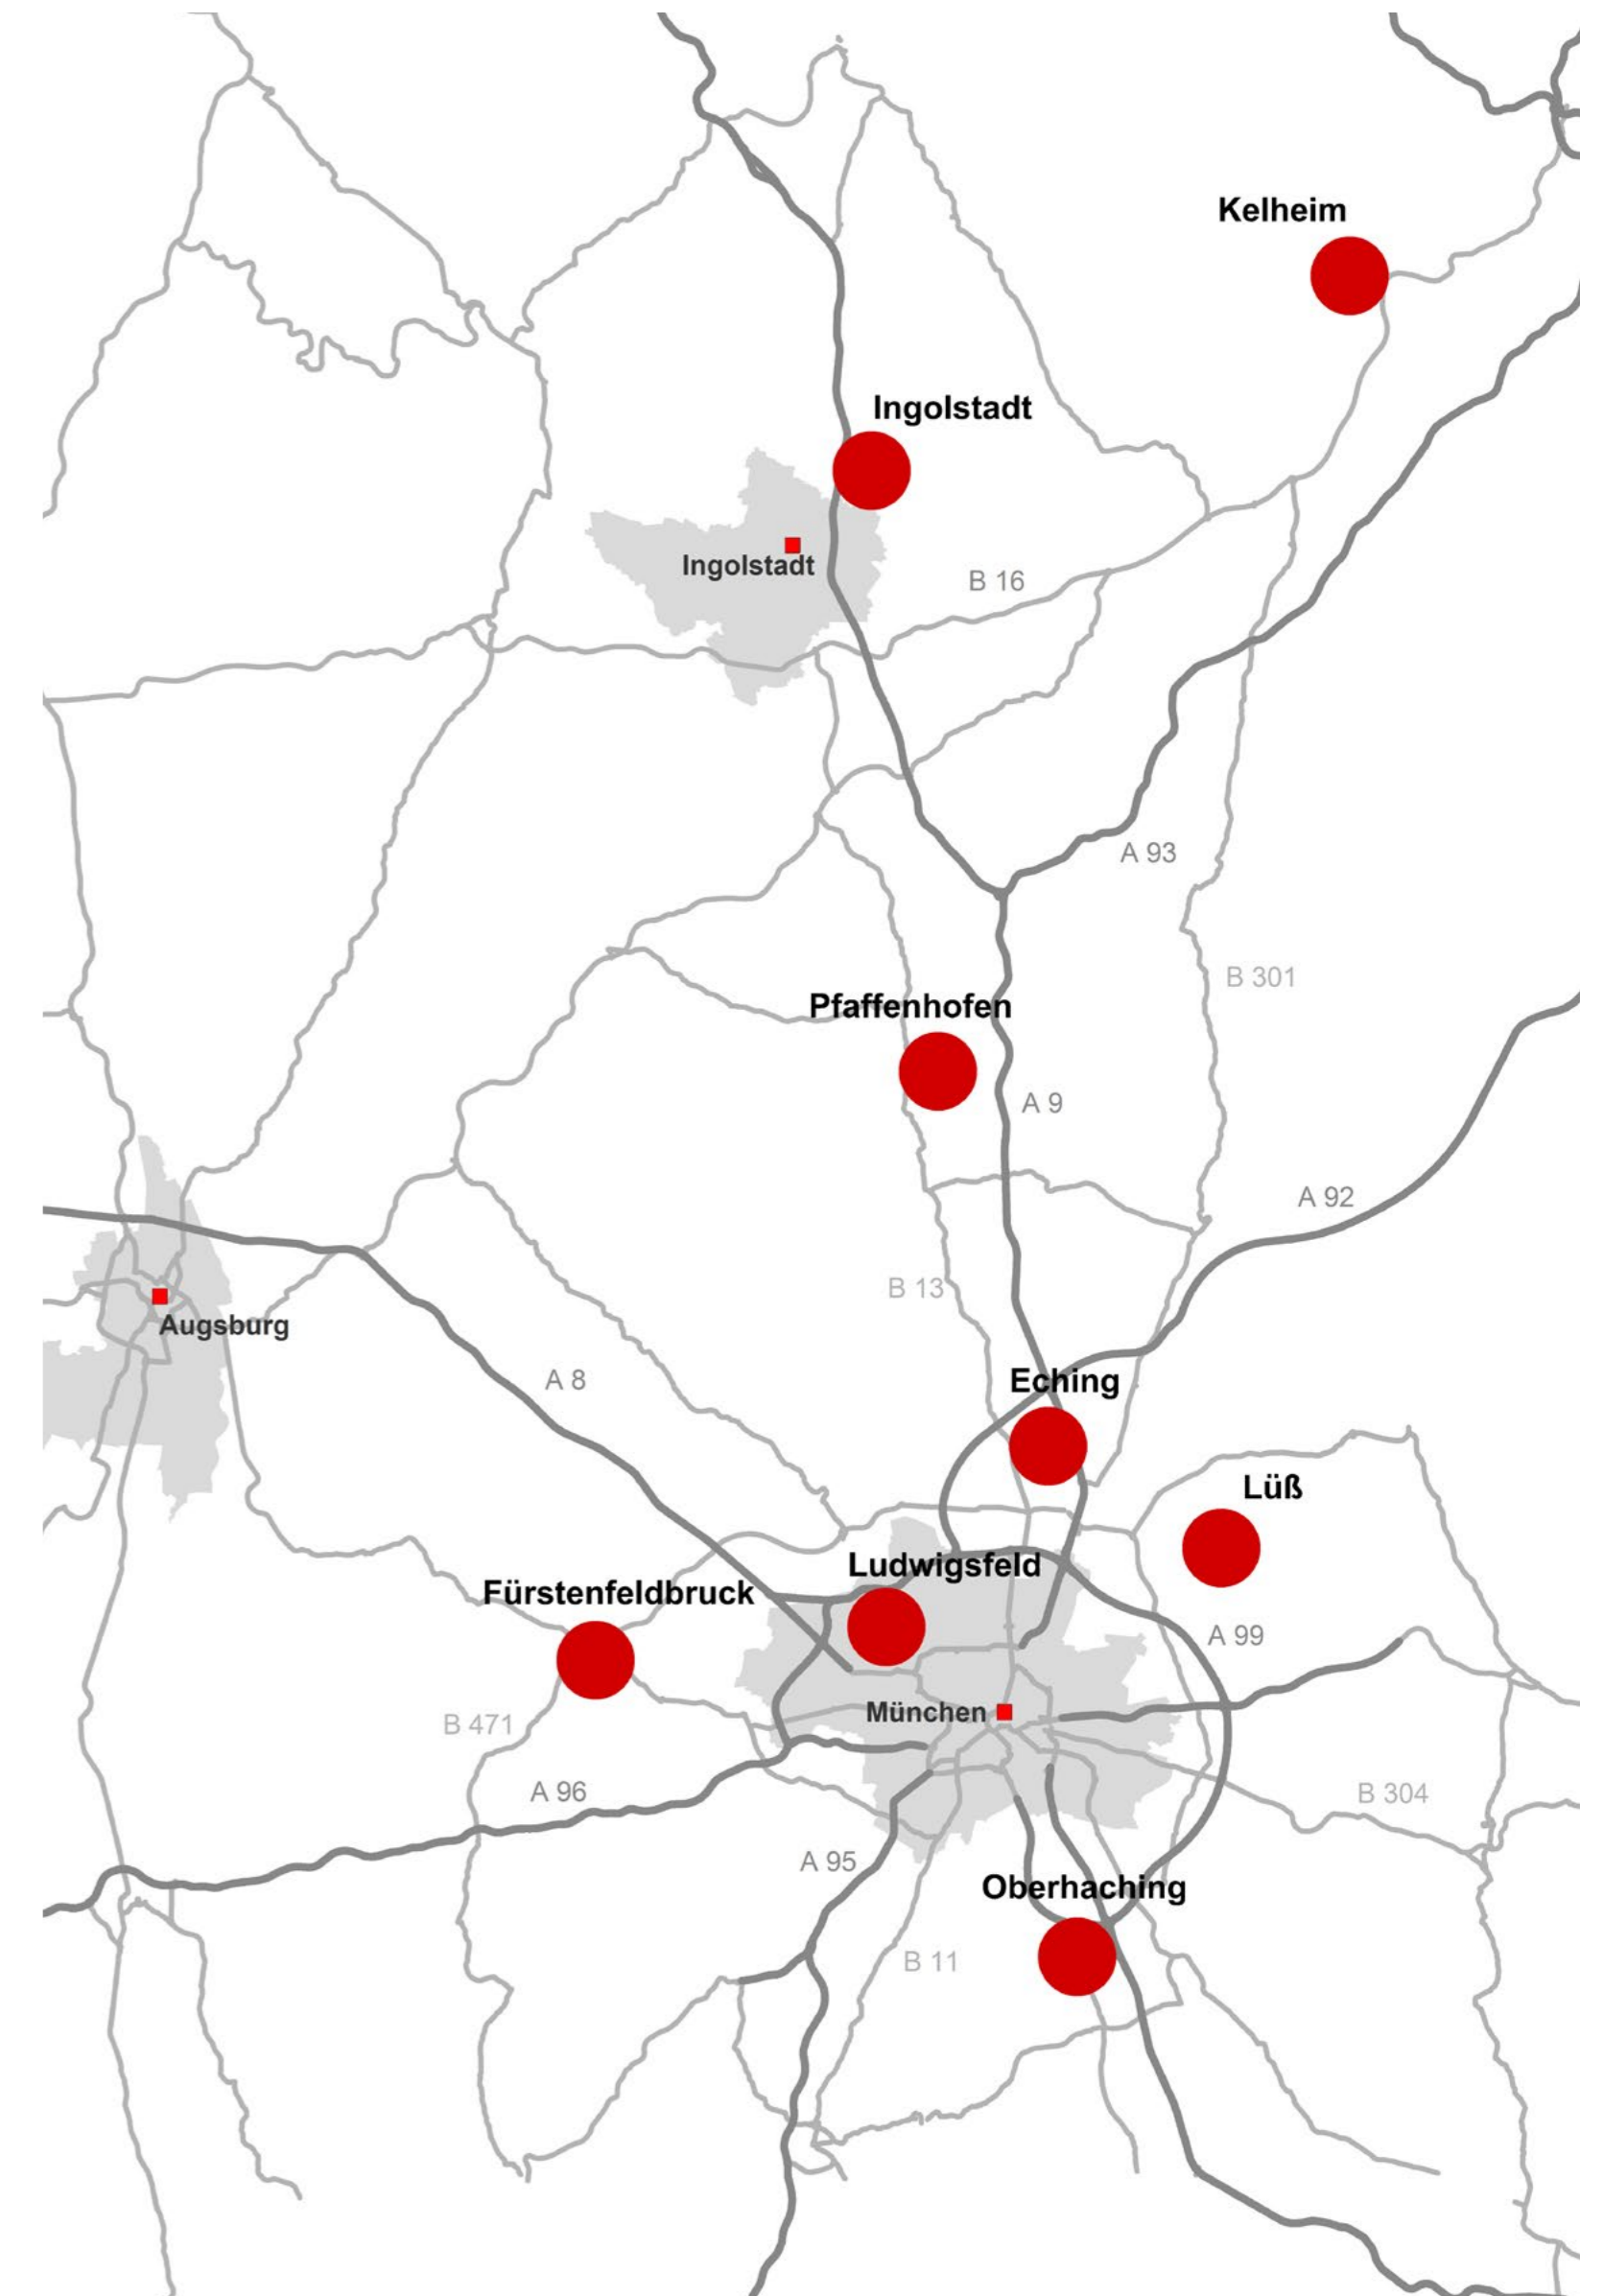 Kelheim
Ingolstadt
Ingolstadt
B 16
A 93
B 301
Pfaffenhofen
A 9
A 92
B 13
Augsburg
A 8
Eching
Lüß
Ludwigsfeld
Fürstenfeldbruck
A 99
München
B 471
A 96
B 304
A 95
Oberhaching
B 11